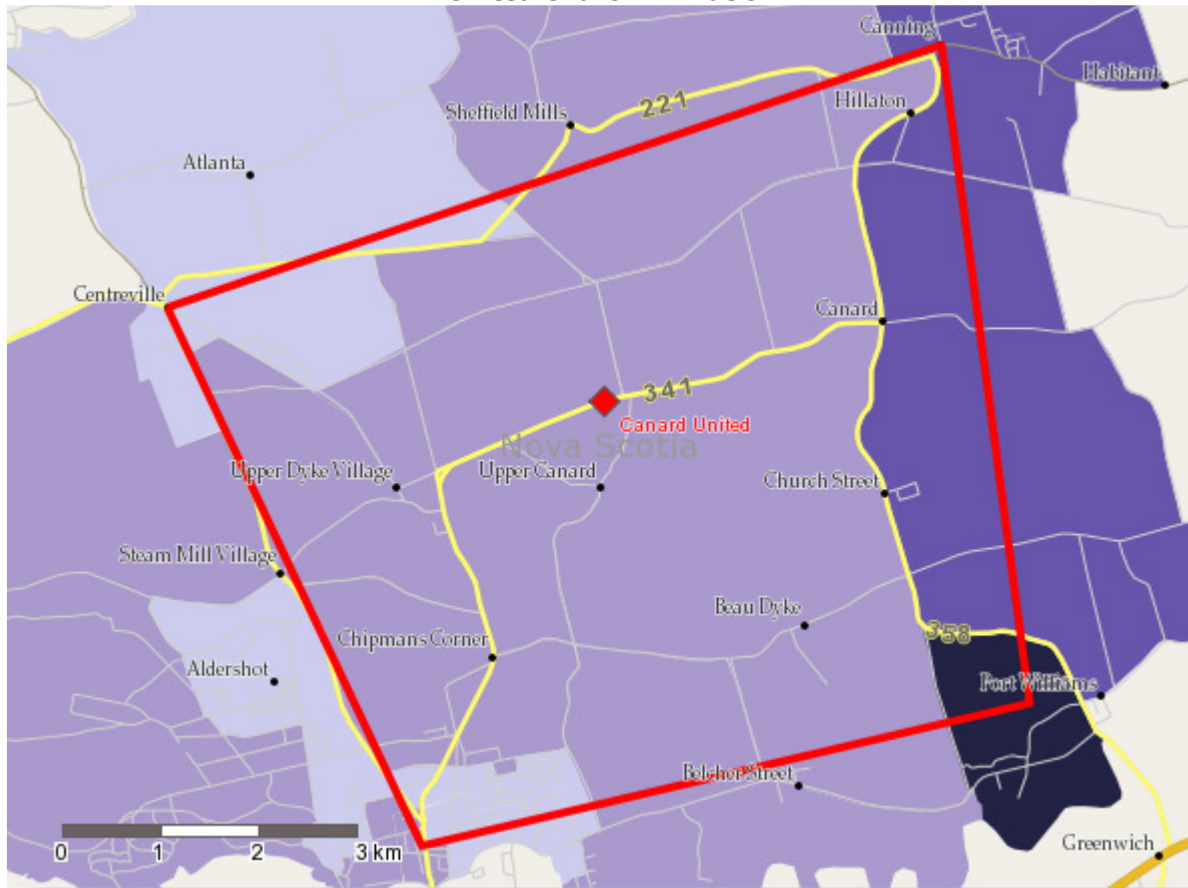 Canning
Habitant
221
Hillaton
Sheffield Mills
Atlanta
Centreville
Canard
341
Canard United
Nova Scotia
Upper Dyke Village
Upper Canard
Church Street
Steam Mill Village
Beau Dyke
358
Chipmans Corner
Aldershot
Port Williams
Belcher Street
Greenwich
0 1 2 3 km